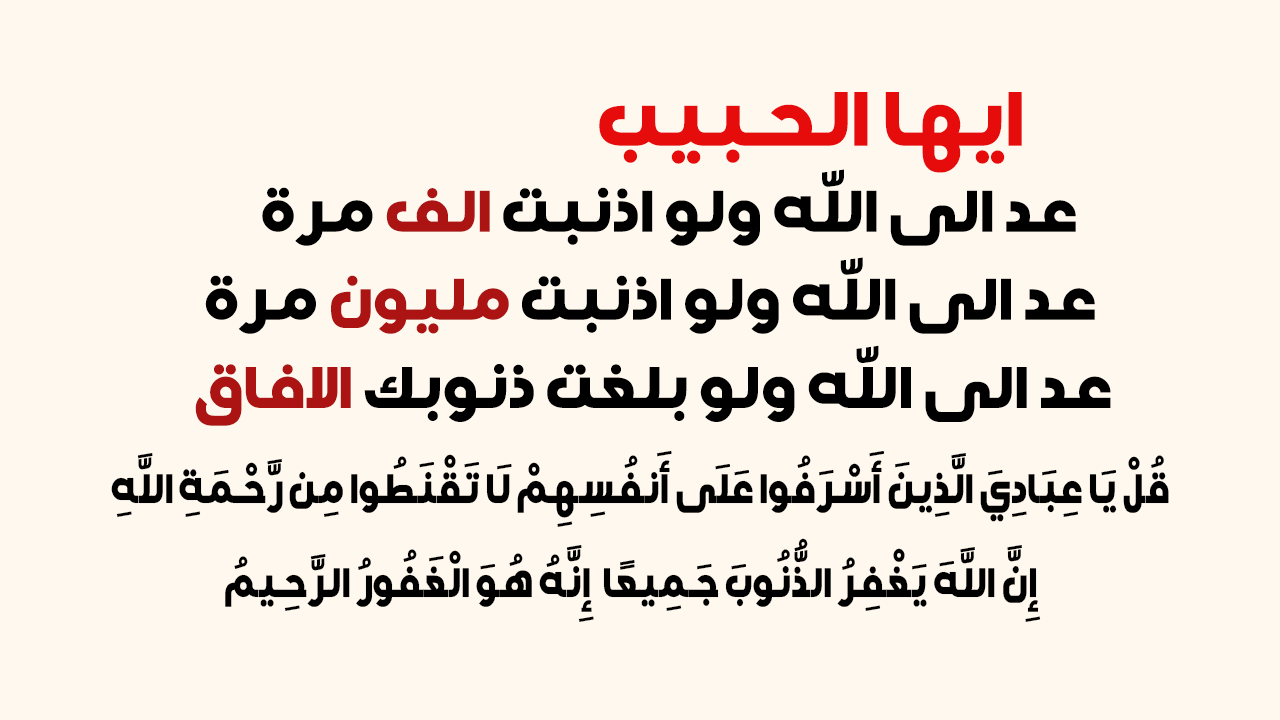 ايها الحبيب
عد الى اللّه ولو اذنبت الف مرة
عد الى اللّه ولو اذنبت مليون مرة
عد الى اللّه ولو بلغت ذنوبك الافاق
قُلْ يَا عِبَادِيَ الَّذِينَ أَسْرَفُوا عَلَى أَنفُسِهِمْ لَا تَقْنَطُوا مِن رَّحْمَةِ اللَّهِ
إِنَّ اللَّهَ يَغْفِرُ الذُّنُوبَ جَمِيعًا إِنَّهُ هُوَ الْغَفُورُ الرَّحِيمُ